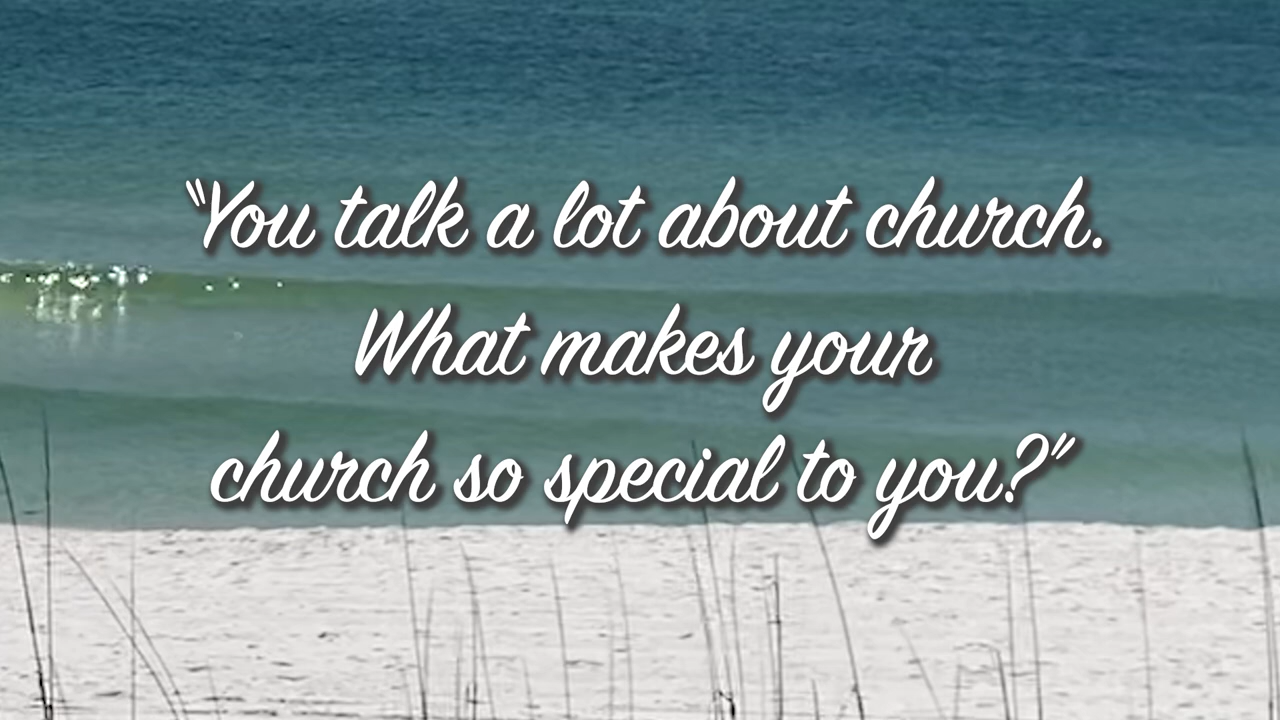 “You talk a lot about church.
What makes your
church so special to you?”